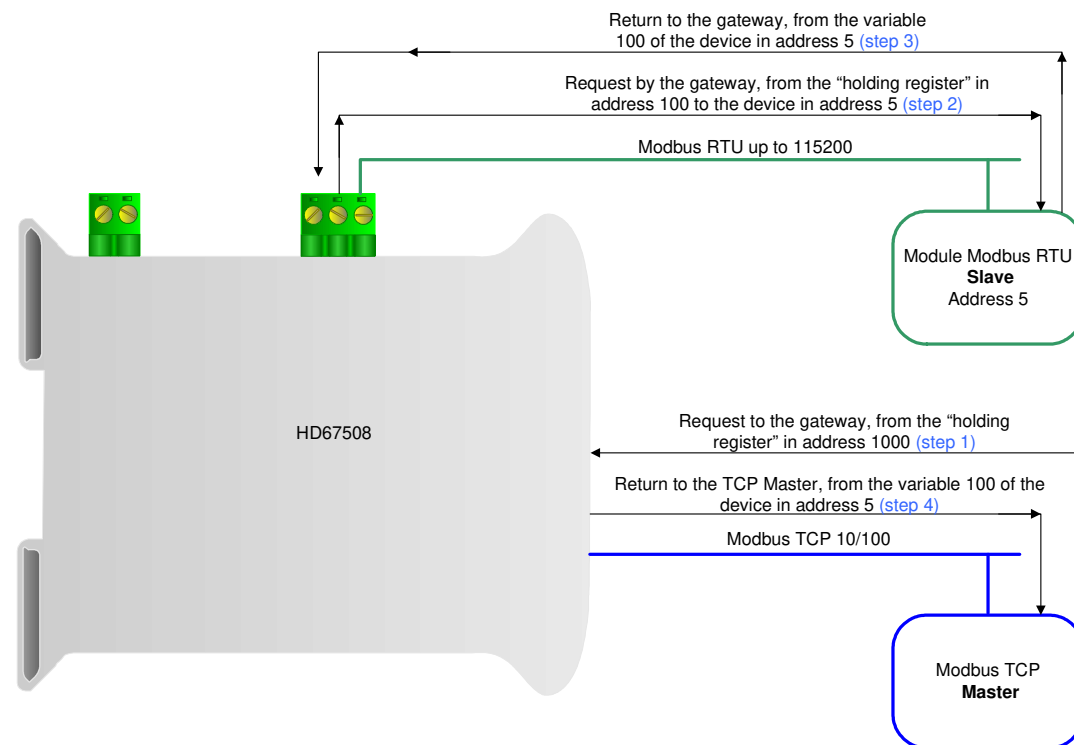 Return to the gateway, from the variable
100 of the device in address 5 (step 3)
Request by the gateway, from the “holding register” in
address 100 to the device in address 5 (step 2)
Modbus RTU up to 115200
Module Modbus RTU
Slave
Address 5
HD67508
Request to the gateway, from the “holding
register” in address 1000 (step 1)
Return to the TCP Master, from the variable 100 of the
device in address 5 (step 4)
Modbus TCP 10/100
Modbus TCP
Master